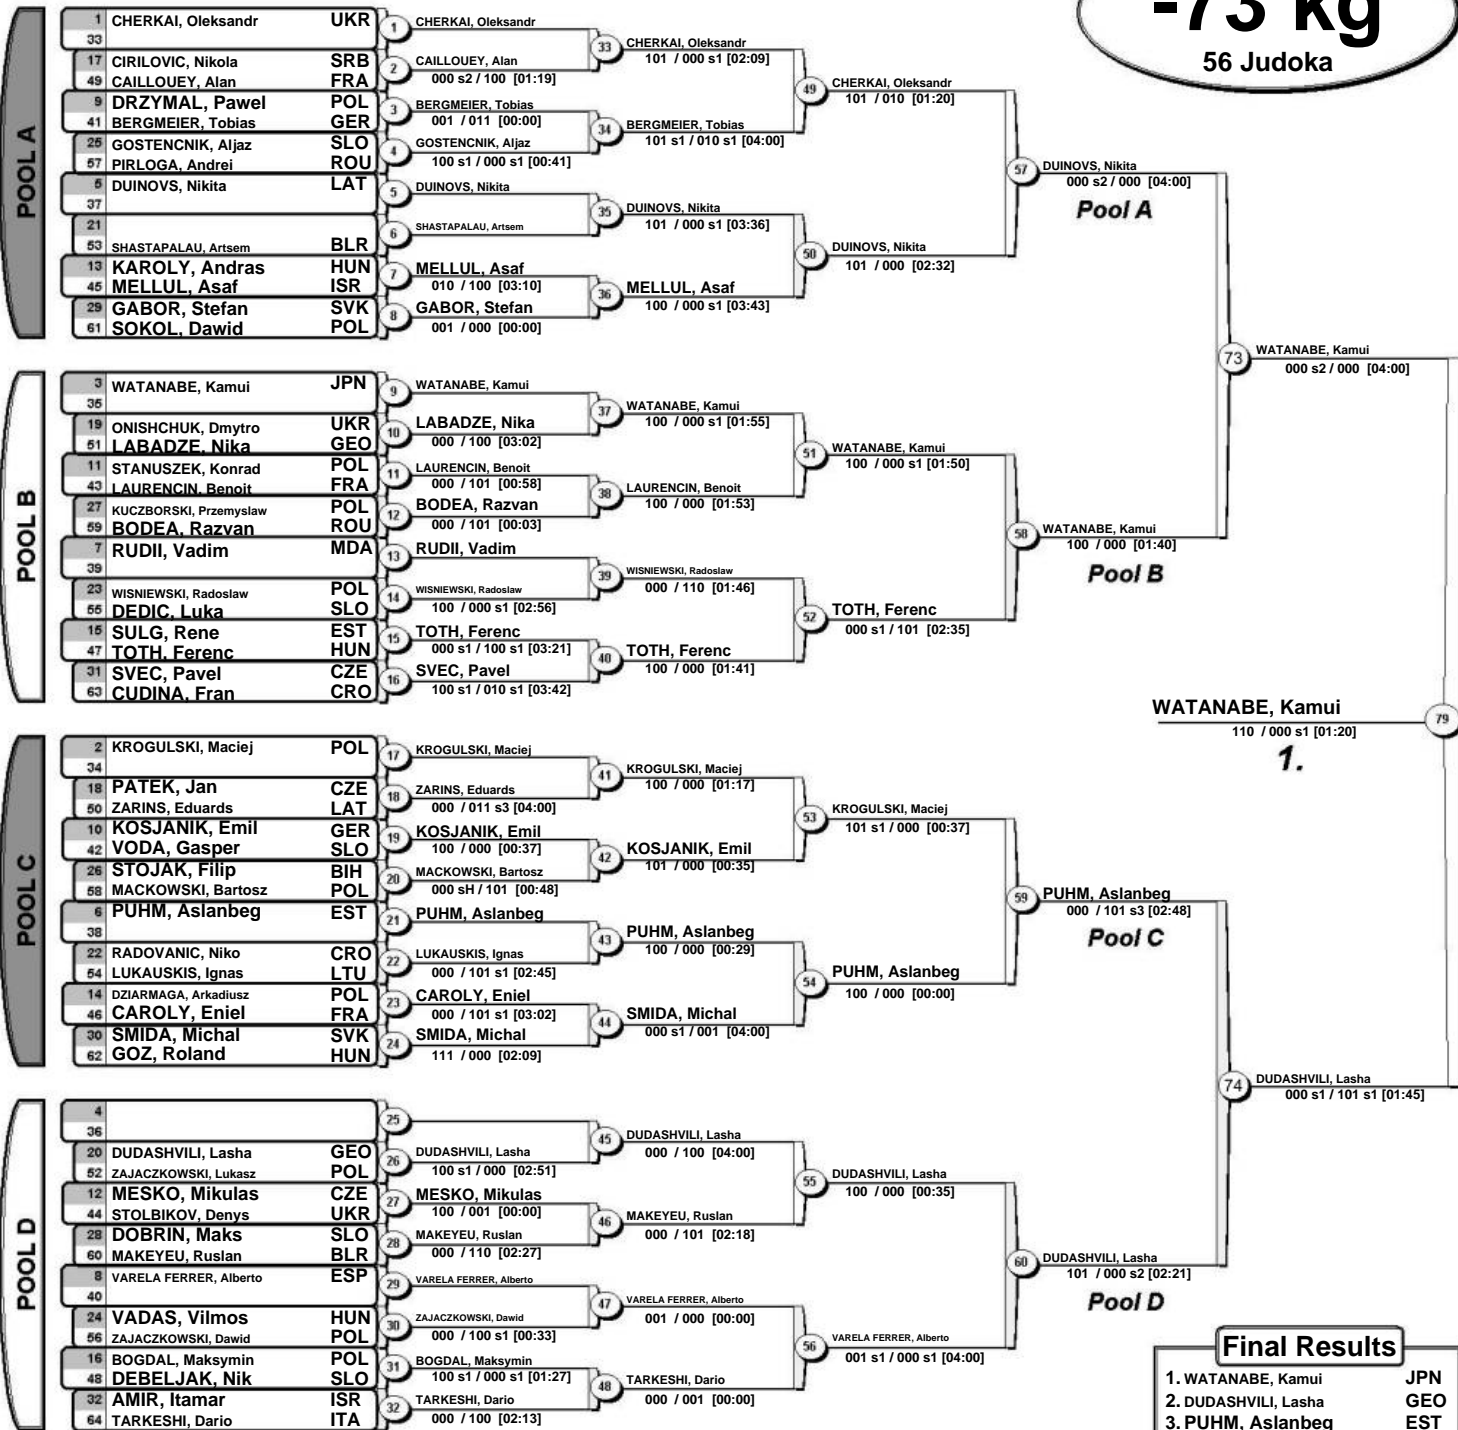 -73 kg
56 Judoka
POOL A
1 CHERKAI, Oleksandr UKR
33
17 CIRILOVIC, Nikola SRB
49 CAILLOUEY, Alan FRA
9 DRZYMAL, Pawel POL
41 BERGMEIER, Tobias GER
25 GOSTENCNIK, Aljaz SLO
57 PIRLOGA, Andrei ROU
5 DUINOVS, Nikita LAT
37
21
53 SHASTAPALAU, Artsem BLR
13 KAROLY, Andras HUN
45 MELLUL, Asaf ISR
29 GABOR, Stefan SVK
61 SOKOL, Dawid POL
1 CHERKAI, Oleksandr
2 CAILLOUEY, Alan
000 s2 / 100 [01:19]
3 BERGMEIER, Tobias
001 / 011 [00:00]
4 GOSTENCNIK, Aljaz
100 s1 / 000 s1 [00:41]
5 DUINOVS, Nikita
6 SHASTAPALAU, Artsem
7 MELLUL, Asaf
010 / 100 [03:10]
8 GABOR, Stefan
001 / 000 [00:00]
33 CHERKAI, Oleksandr
101 / 000 s1 [02:09]
34 BERGMEIER, Tobias
101 s1 / 010 s1 [04:00]
35 DUINOVS, Nikita
101 / 000 s1 [03:36]
36 MELLUL, Asaf
100 / 000 s1 [03:43]
49 CHERKAI, Oleksandr
101 / 010 [01:20]
50 DUINOVS, Nikita
101 / 000 [02:32]
57 DUINOVS, Nikita
000 s2 / 000 [04:00]
Pool A
POOL B
3 WATANABE, Kamui JPN
35
19 ONISHCHUK, Dmytro UKR
51 LABADZE, Nika GEO
11 STANUSZEK, Konrad POL
43 LAURENCIN, Benoit FRA
27 KUCZBORSKI, Przemyslaw POL
59 BODEA, Razvan ROU
7 RUDII, Vadim MDA
39
23 WISNIEWSKI, Radoslaw POL
55 DEDIC, Luka SLO
15 SULG, Rene EST
47 TOTH, Ferenc HUN
31 SVEC, Pavel CZE
63 CUDINA, Fran CRO
9 WATANABE, Kamui
10 LABADZE, Nika
000 / 100 [03:02]
11 LAURENCIN, Benoit
000 / 101 [00:58]
12 BODEA, Razvan
000 / 101 [00:03]
13 RUDII, Vadim
14 WISNIEWSKI, Radoslaw
100 / 000 s1 [02:56]
15 TOTH, Ferenc
000 s1 / 100 s1 [03:21]
16 SVEC, Pavel
100 s1 / 010 s1 [03:42]
37 WATANABE, Kamui
100 / 000 s1 [01:55]
38 LAURENCIN, Benoit
100 / 000 [01:53]
39 WISNIEWSKI, Radoslaw
000 / 110 [01:46]
40 TOTH, Ferenc
100 / 000 [01:41]
51 WATANABE, Kamui
100 / 000 s1 [01:50]
52 TOTH, Ferenc
000 s1 / 101 [02:35]
58 WATANABE, Kamui
100 / 000 [01:40]
Pool B
73 WATANABE, Kamui
000 s2 / 000 [04:00]
WATANABE, Kamui 79
110 / 000 s1 [01:20]
1.
POOL C
2 KROGULSKI, Maciej POL
34
18 PATEK, Jan CZE
50 ZARINS, Eduards LAT
10 KOSJANIK, Emil GER
42 VODA, Gasper SLO
26 STOJAK, Filip BIH
58 MACKOWSKI, Bartosz POL
6 PUHM, Aslanbeg EST
38
22 RADOVANIC, Niko CRO
54 LUKAUSKIS, Ignas LTU
14 DZIARMAGA, Arkadiusz POL
46 CAROLY, Eniel FRA
30 SMIDA, Michal SVK
62 GOZ, Roland HUN
17 KROGULSKI, Maciej
18 ZARINS, Eduards
000 / 011 s3 [04:00]
19 KOSJANIK, Emil
100 / 000 [00:37]
20 MACKOWSKI, Bartosz
000 sH / 101 [00:48]
21 PUHM, Aslanbeg
22 LUKAUSKIS, Ignas
000 / 101 s1 [02:45]
23 CAROLY, Eniel
000 / 101 s1 [03:02]
24 SMIDA, Michal
111 / 000 [02:09]
41 KROGULSKI, Maciej
100 / 000 [01:17]
42 KOSJANIK, Emil
101 / 000 [00:35]
43 PUHM, Aslanbeg
100 / 000 [00:29]
44 SMIDA, Michal
000 s1 / 001 [04:00]
53 KROGULSKI, Maciej
101 s1 / 000 [00:37]
54 PUHM, Aslanbeg
100 / 000 [00:00]
59 PUHM, Aslanbeg
000 / 101 s3 [02:48]
Pool C
POOL D
4
36
20 DUDASHVILI, Lasha GEO
52 ZAJACZKOWSKI, Lukasz POL
12 MESKO, Mikulas CZE
44 STOLBIKOV, Denys UKR
28 DOBRIN, Maks SLO
60 MAKEYEU, Ruslan BLR
8 VARELA FERRER, Alberto ESP
40
24 VADAS, Vilmos HUN
56 ZAJACZKOWSKI, Dawid POL
16 BOGDAL, Maksymin POL
48 DEBELJAK, Nik SLO
32 AMIR, Itamar ISR
64 TARKESHI, Dario ITA
25
26 DUDASHVILI, Lasha
100 s1 / 000 [02:51]
27 MESKO, Mikulas
100 / 001 [00:00]
28 MAKEYEU, Ruslan
000 / 110 [02:27]
29 VARELA FERRER, Alberto
30 ZAJACZKOWSKI, Dawid
000 / 100 s1 [00:33]
31 BOGDAL, Maksymin
100 s1 / 000 s1 [01:27]
32 TARKESHI, Dario
000 / 100 [02:13]
45 DUDASHVILI, Lasha
000 / 100 [04:00]
46 MAKEYEU, Ruslan
000 / 101 [02:18]
47 VARELA FERRER, Alberto
001 / 000 [00:00]
48 TARKESHI, Dario
000 / 001 [00:00]
55 DUDASHVILI, Lasha
100 / 000 [00:35]
56 VARELA FERRER, Alberto
001 s1 / 000 s1 [04:00]
60 DUDASHVILI, Lasha
101 / 000 s2 [02:21]
Pool D
74 DUDASHVILI, Lasha
000 s1 / 101 s1 [01:45]
Final Results
1. WATANABE, Kamui JPN
2. DUDASHVILI, Lasha GEO
3. PUHM, Aslanbeg EST